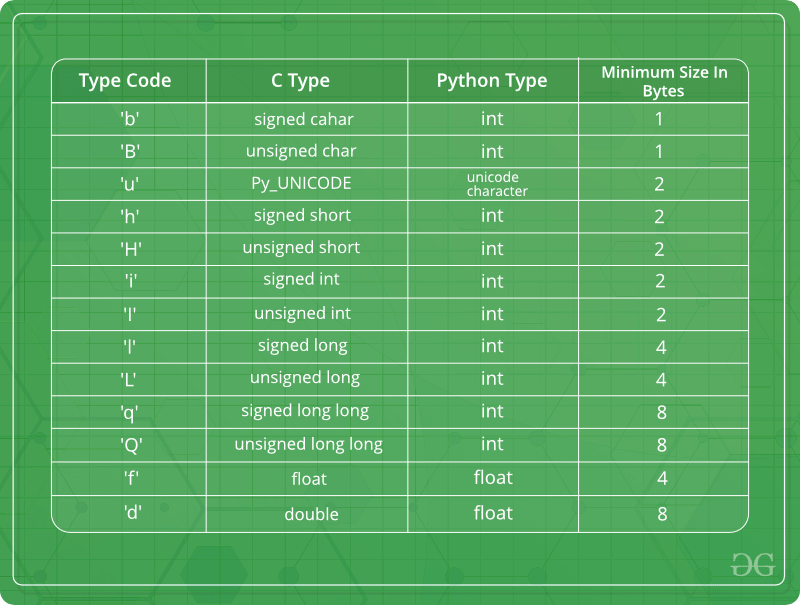 Type Code C Type Python Type Minimum Size In
Bytes
'b' signed cahar int 1
'B' unsigned char int 1
'u' Py_UNICODE unicode
character 2
'h' signed short int 2
'H' unsigned short int 2
'i' signed int int 2
'I' unsigned int int 2
'l' signed long int 4
'L' unsigned long int 4
'q' signed long long int 8
'Q' unsigned long long int 8
'f' float float 4
'd' double float 8